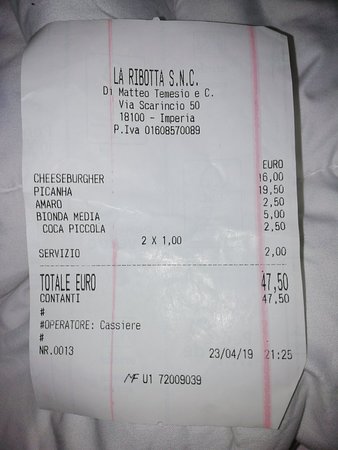 LA RIBOTTA S.N.C.
Di Matteo Temesio e C.
Via Scarincio 50
18100 - Imperia
P.Iva 01608570089
EURO
CHEESEBURGHER 16,00
PICANHA 19,50
AMARO 2,50
BIONDA MEDIA 5,00
COCA PICCOLA 2,50
2 X 1,00
SERVIZIO 2,00
TOTALE EURO 47,50
CONTANTI 47,50
#
#OPERATORE: Cassiere
#
NR.0013 23/04/19 21:25
MF U1 72009039